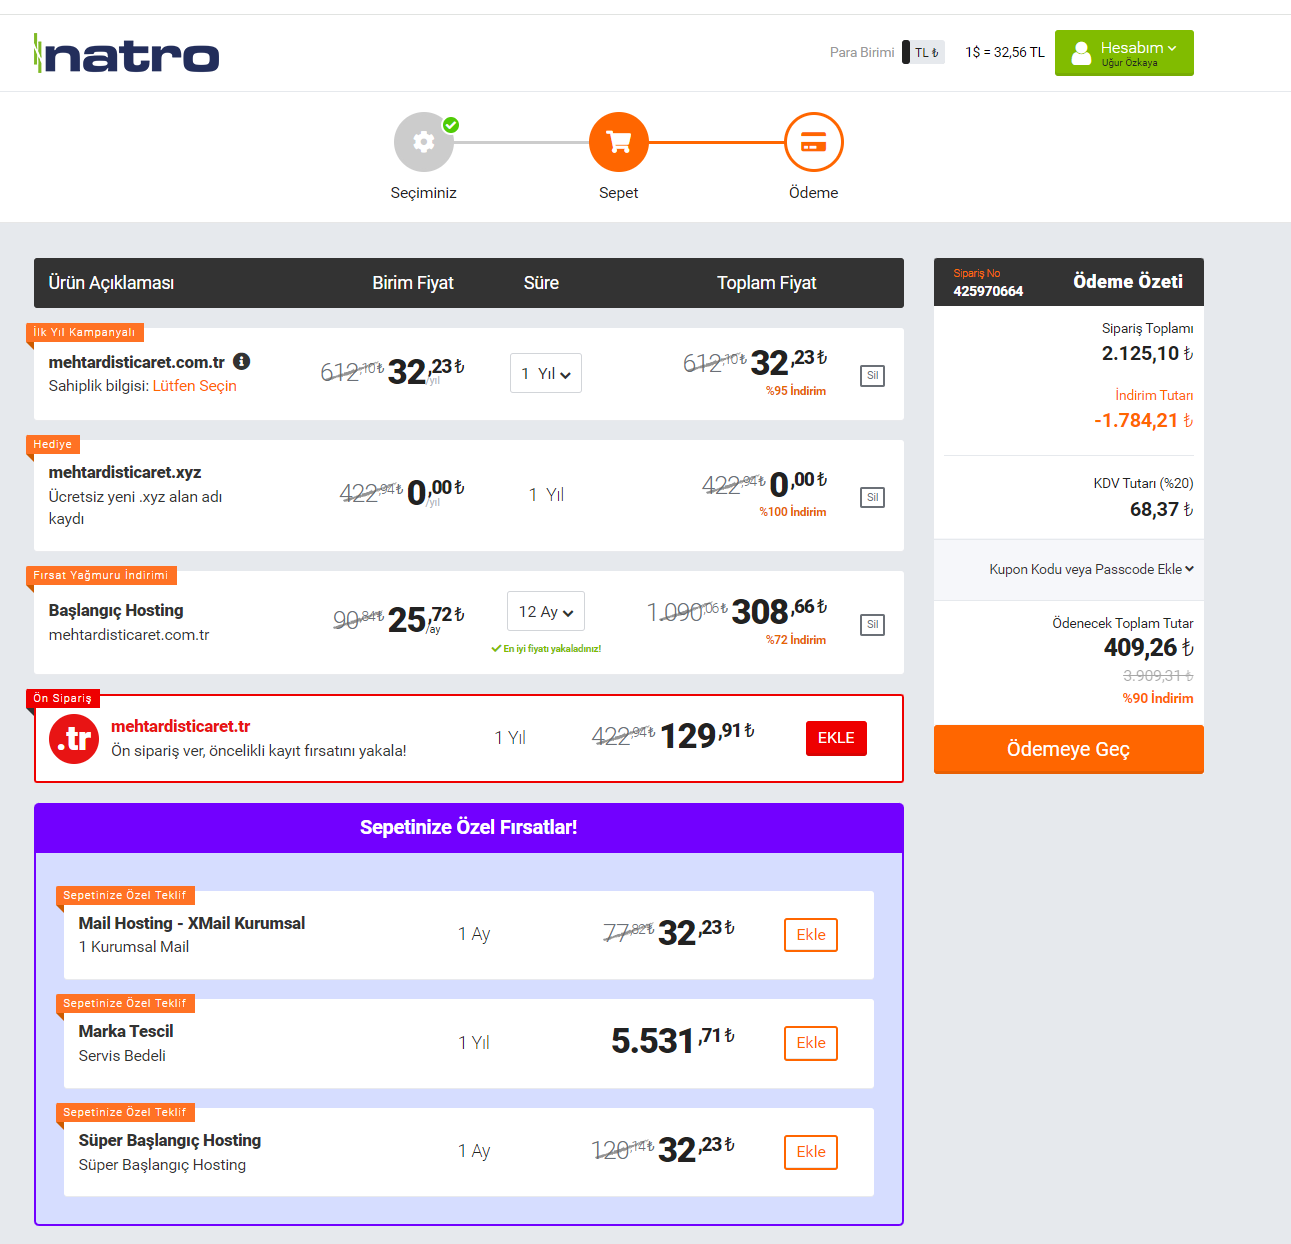 natro
Para Birimi TL ₺ 1$ = 32,56 TL Hesabım
Uğur Özkaya
Seçiminiz Sepet Ödeme
Ürün Açıklaması Birim Fiyat Süre Toplam Fiyat
İlk Yıl Kampanyalı
mehtardisticaret.com.tr 612,10₺ 32,23₺ /yıl 1 Yıl 612,10₺ 32,23₺ Sil
Sahiplik bilgisi: Lütfen Seçin %95 İndirim
Hediye
mehtardisticaret.xyz 422,94₺ 0,00₺ /yıl 1 Yıl 422,94₺ 0,00₺ Sil
Ücretsiz yeni .xyz alan adı
kaydı %100 İndirim
Fırsat Yağmuru İndirimi
Başlangıç Hosting 90,84₺ 25,72₺ /ay 12 Ay 1.090,06₺ 308,66₺ Sil
mehtardisticaret.com.tr En iyi fiyatı yakaladınız! %72 İndirim
Ön Sipariş
.tr mehtardisticaret.tr 1 Yıl 422,94₺ 129,91₺ EKLE
Ön sipariş ver, öncelikli kayıt fırsatını yakala!
Sepetinize Özel Fırsatlar!
Sepetinize Özel Teklif
Mail Hosting - XMail Kurumsal 1 Ay 77,82₺ 32,23₺ Ekle
1 Kurumsal Mail
Sepetinize Özel Teklif
Marka Tescil 1 Yıl 5.531,71₺ Ekle
Servis Bedeli
Sepetinize Özel Teklif
Süper Başlangıç Hosting 1 Ay 120,14₺ 32,23₺ Ekle
Süper Başlangıç Hosting
Sipariş No
425970664 Ödeme Özeti
Sipariş Toplamı
2.125,10 ₺
İndirim Tutarı
-1.784,21 ₺
KDV Tutarı (%20)
68,37 ₺
Kupon Kodu veya Passcode Ekle
Ödenecek Toplam Tutar
409,26 ₺
3.909,31 ₺
%90 İndirim
Ödemeye Geç